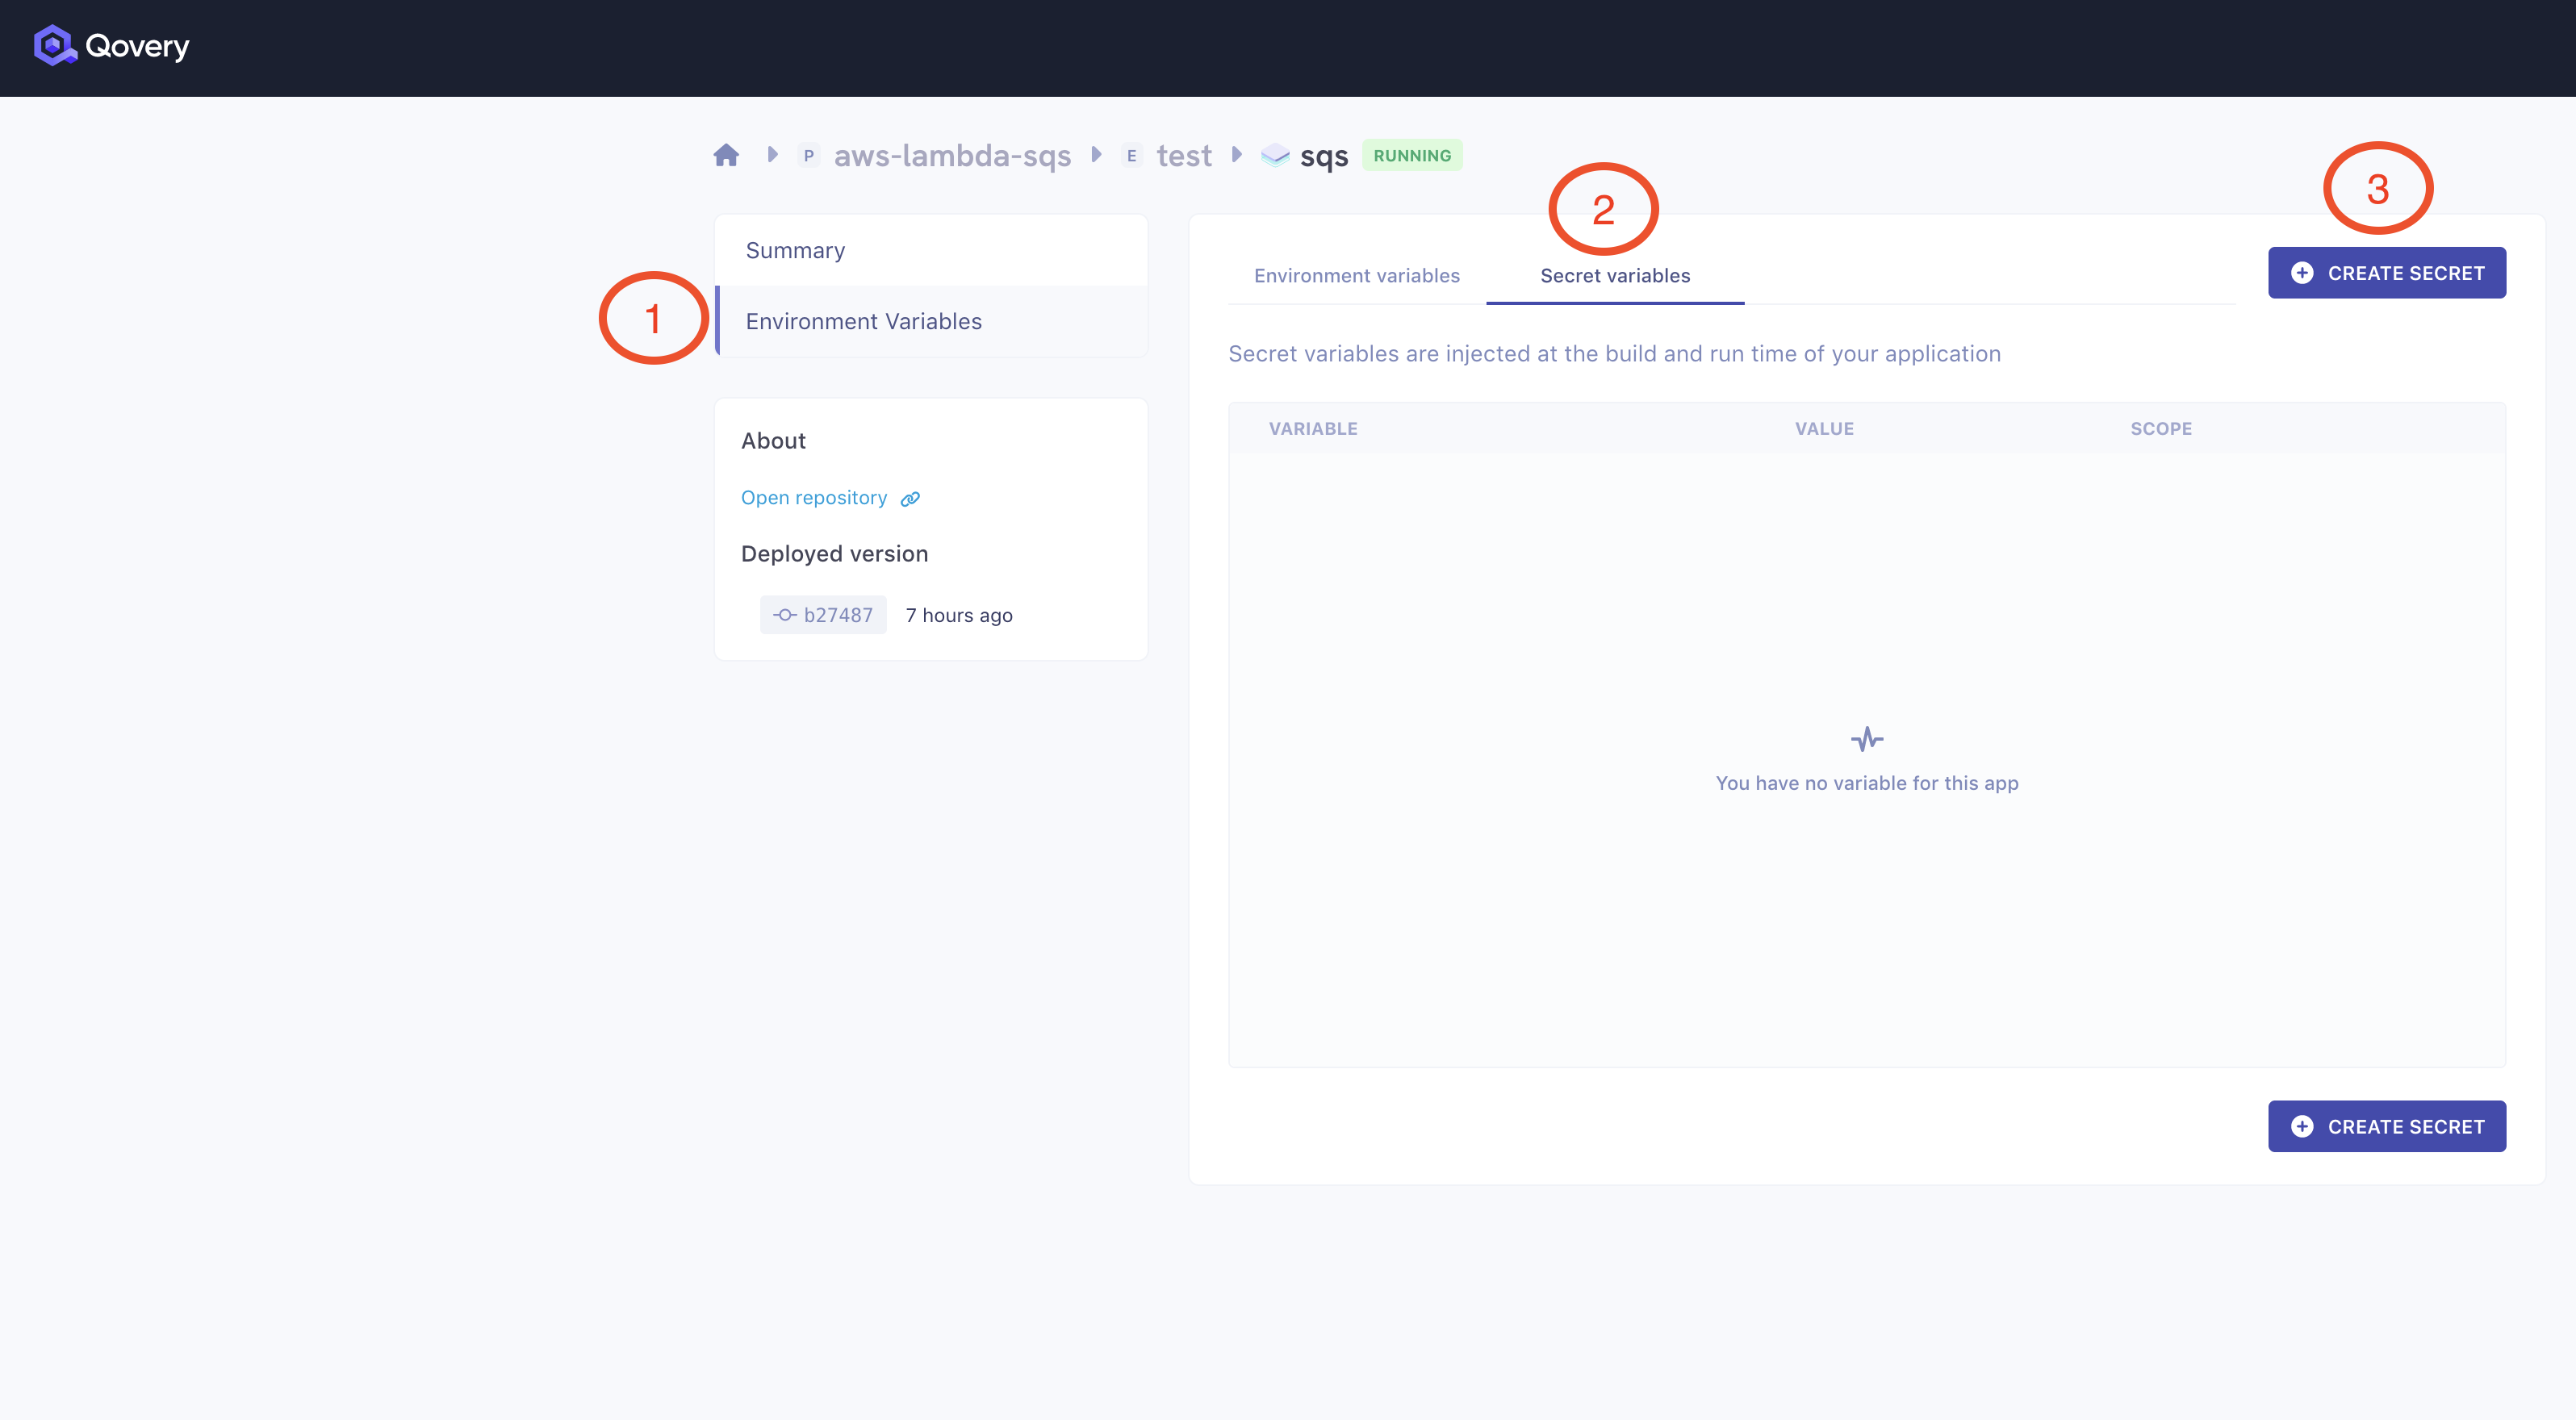 Qovery
P aws-lambda-sqs E test sqs RUNNING
1
2
3
Summary
Environment Variables
About
Open repository
Deployed version
b27487 7 hours ago
Environment variables Secret variables CREATE SECRET
Secret variables are injected at the build and run time of your application
VARIABLE VALUE SCOPE
You have no variable for this app
CREATE SECRET